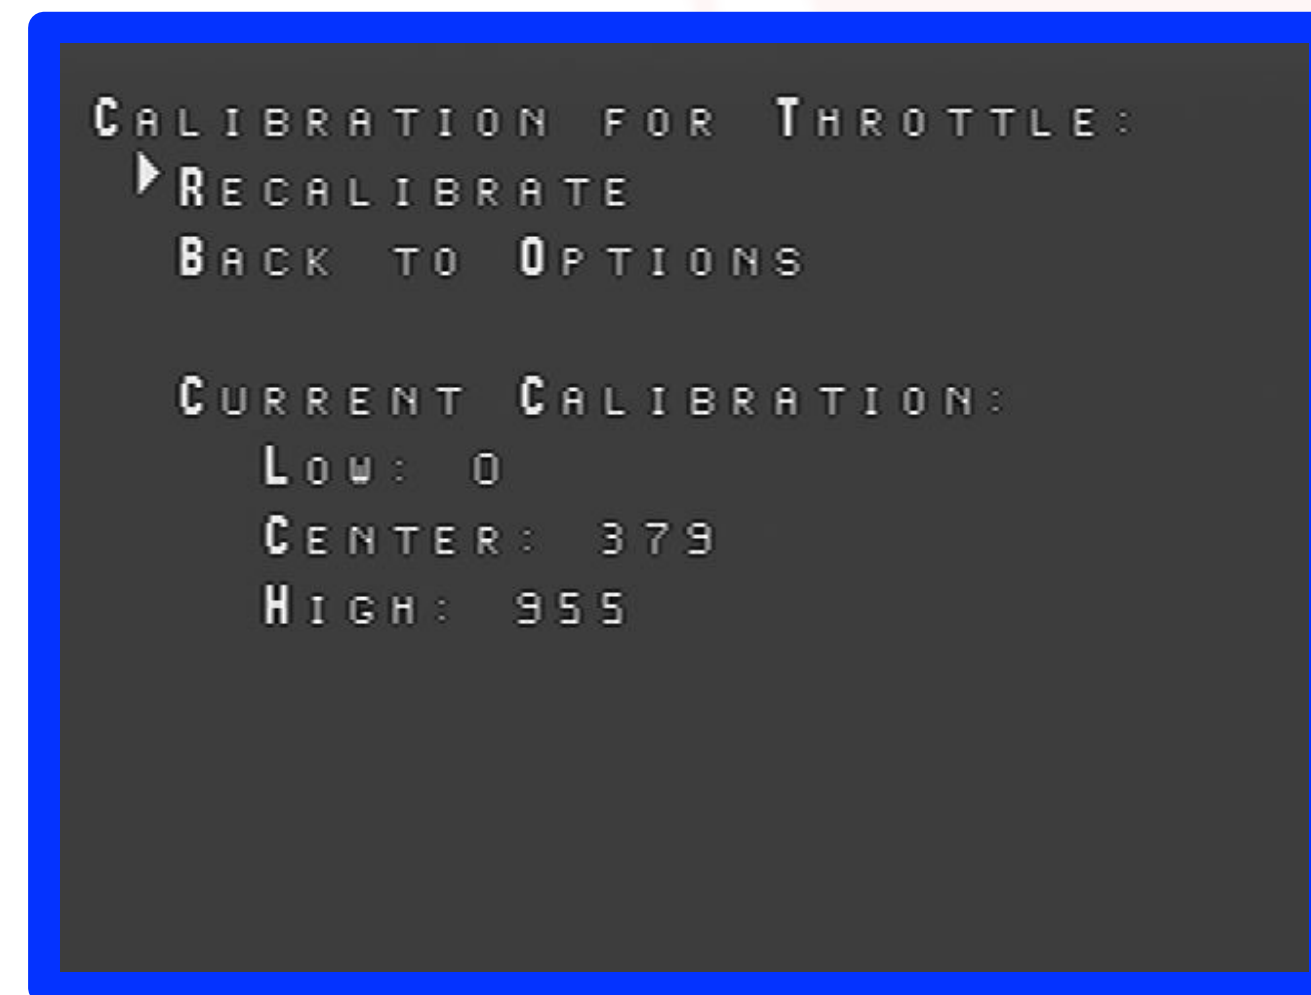 Calibration for Throttle:
Recalibrate
Back to Options
Current Calibration:
Low: 0
Center: 379
High: 955